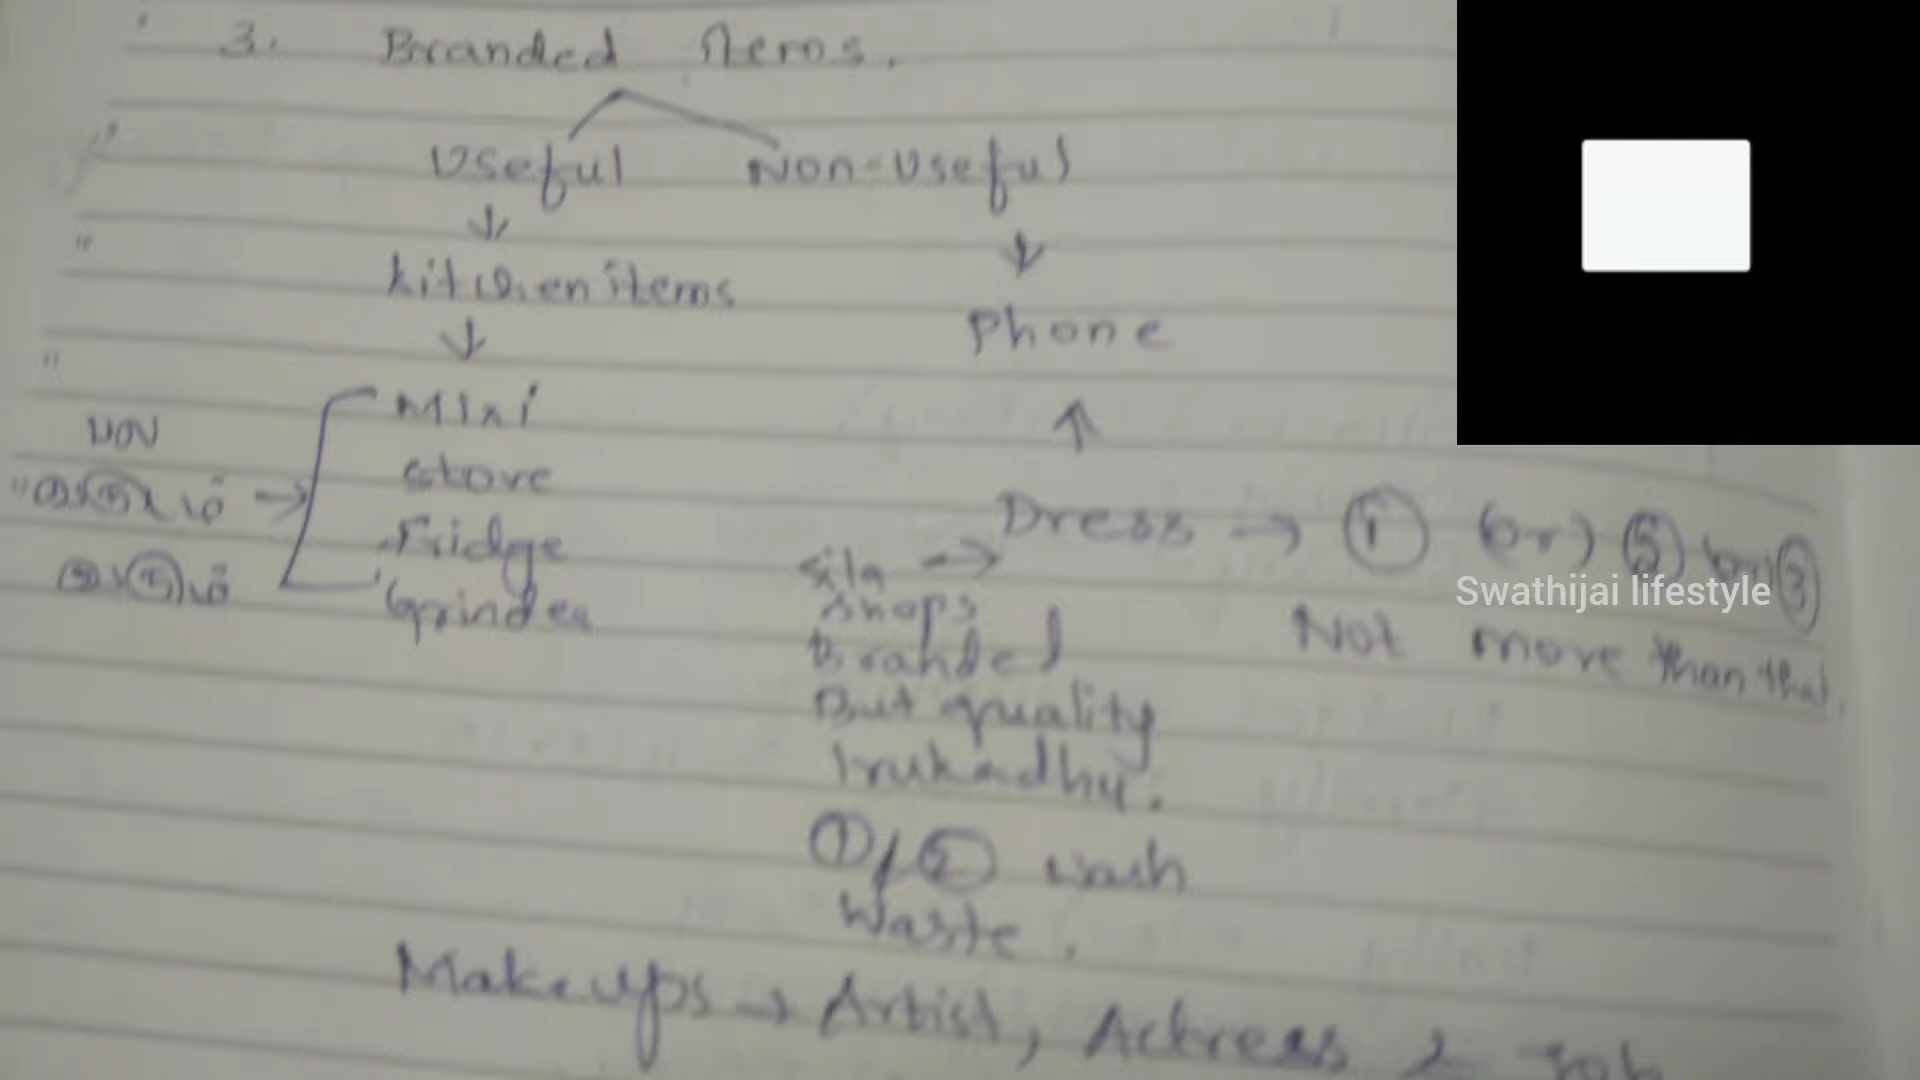 3. Branded Items.
Useful Non-Useful
kitchen items
Phone
Mixi
stove
Fridge
Grinder
Dress → ① (or) ⑤ (or) ③
Not more than that.
Sila →
shops
Branded
But quality
Irukadhu.
①/② wash
Waste.
Makeups → Artist, Actress & Job
Swathijai lifestyle